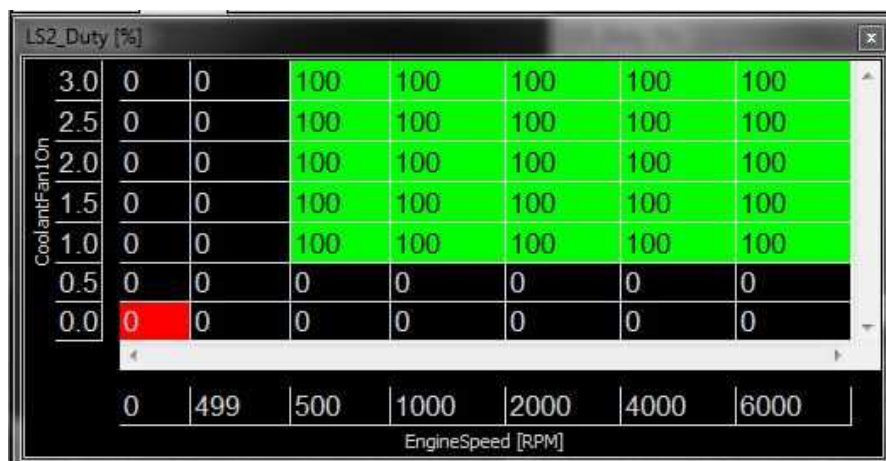 LS2_Duty [%]
CoolantFan1On
3.0 0 0 100 100 100 100 100
2.5 0 0 100 100 100 100 100
2.0 0 0 100 100 100 100 100
1.5 0 0 100 100 100 100 100
1.0 0 0 100 100 100 100 100
0.5 0 0 0 0 0 0 0
0.0 0 0 0 0 0 0 0
0 499 500 1000 2000 4000 6000
EngineSpeed [RPM]